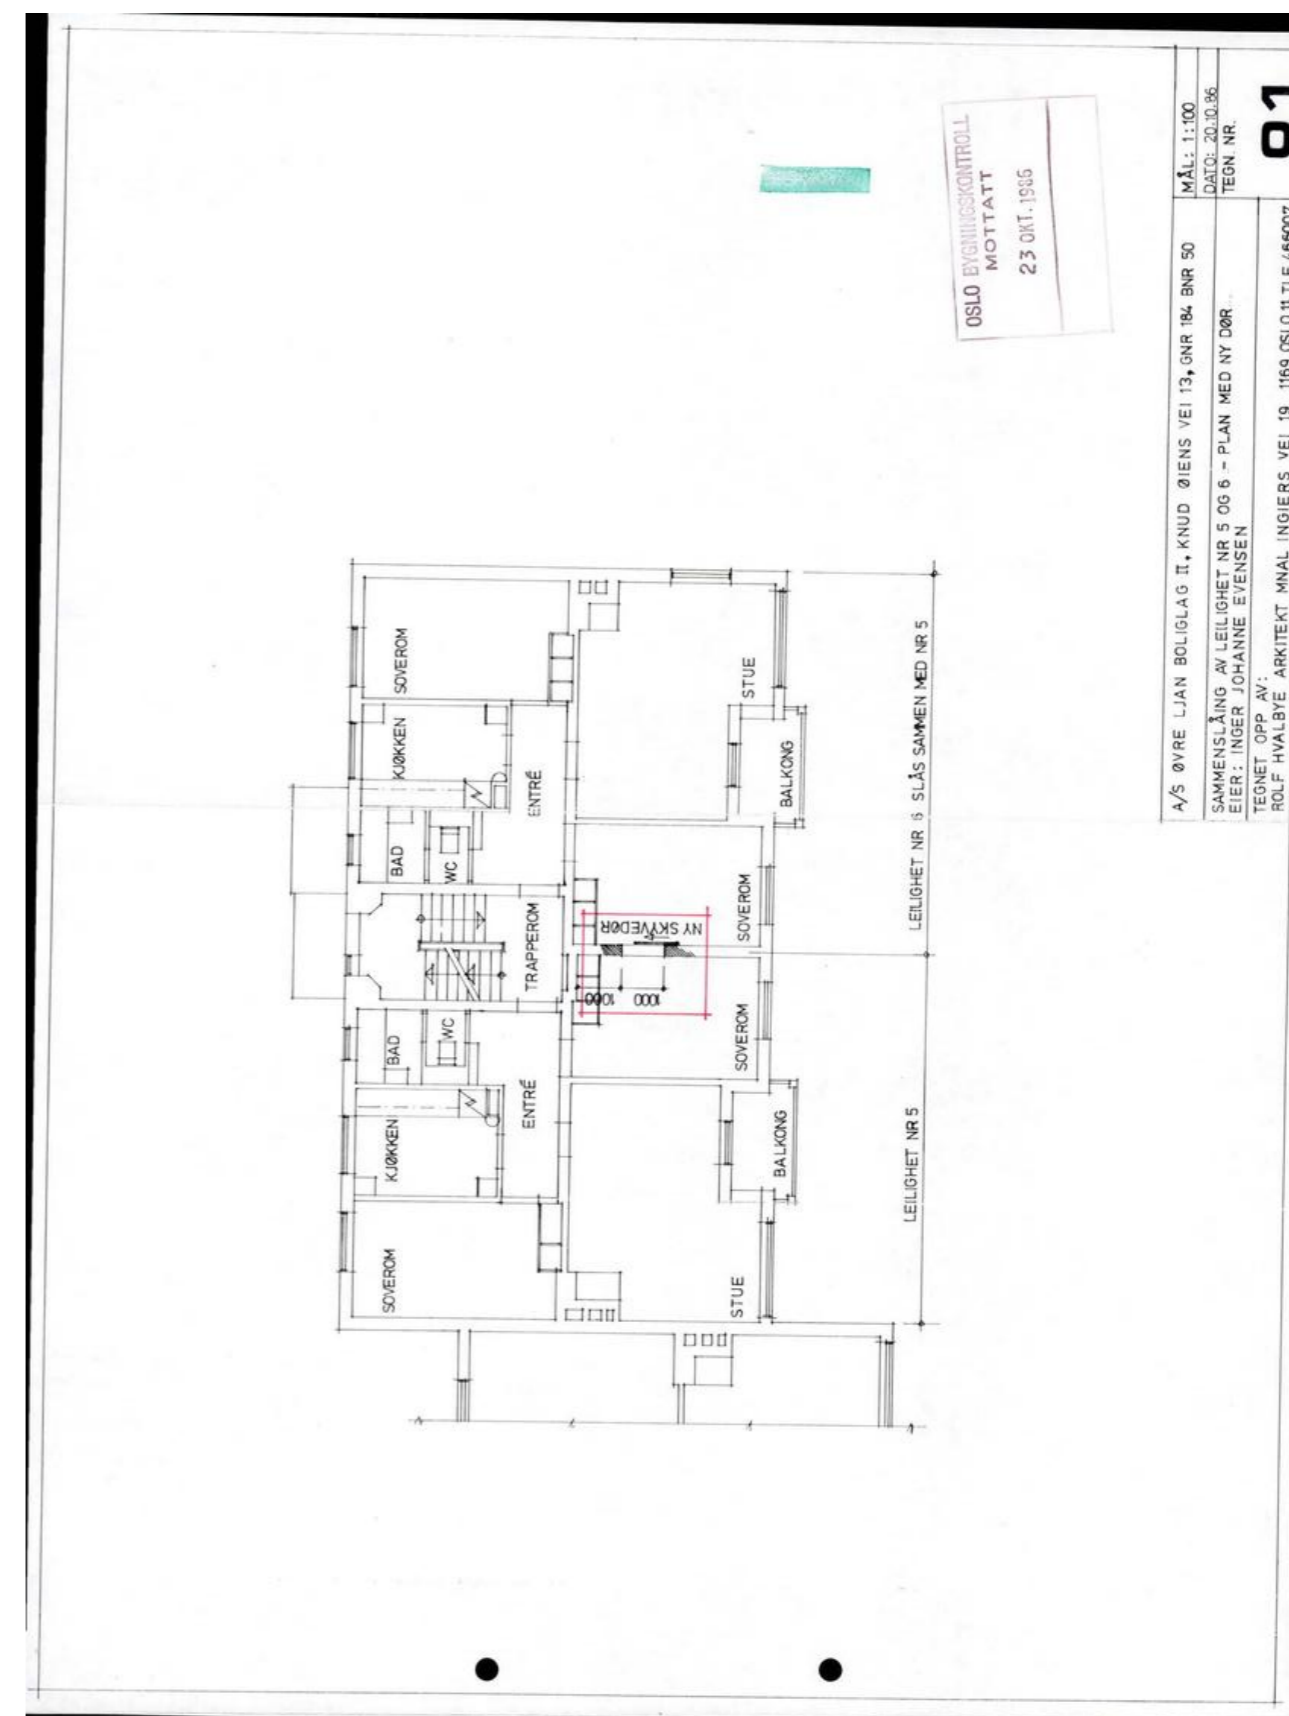 OSLO BYGNINGSKONTROLL
MOTTATT
23 OKT. 1986
SOVEROM
KJØKKEN
BAD
WC
ENTRÉ
TRAPPEROM
STUE
BALKONG
SOVEROM
NY SKYVEDØR
1000
1000
SOVEROM
BAD
WC
ENTRÉ
KJØKKEN
SOVEROM
STUE
BALKONG
LEILIGHET NR 5
LEILIGHET NR 6 SLÅS SAMMEN MED NR 5
A/S ØVRE LJAN BOLIGLAG II, KNUD ØIENS VEI 13, GNR 184 BNR 50
SAMMENSLÅING AV LEILIGHET NR 5 OG 6 - PLAN MED NY DØR
EIER: INGER JOHANNE EVENSEN
TEGNET OPP AV:
ROLF HVALBYE ARKITEKT MNAL INGIERS VEI 19 1169 OSLO 11 TLF
MÅL: 1:100
DATO: 20.10.86
TEGN. NR.